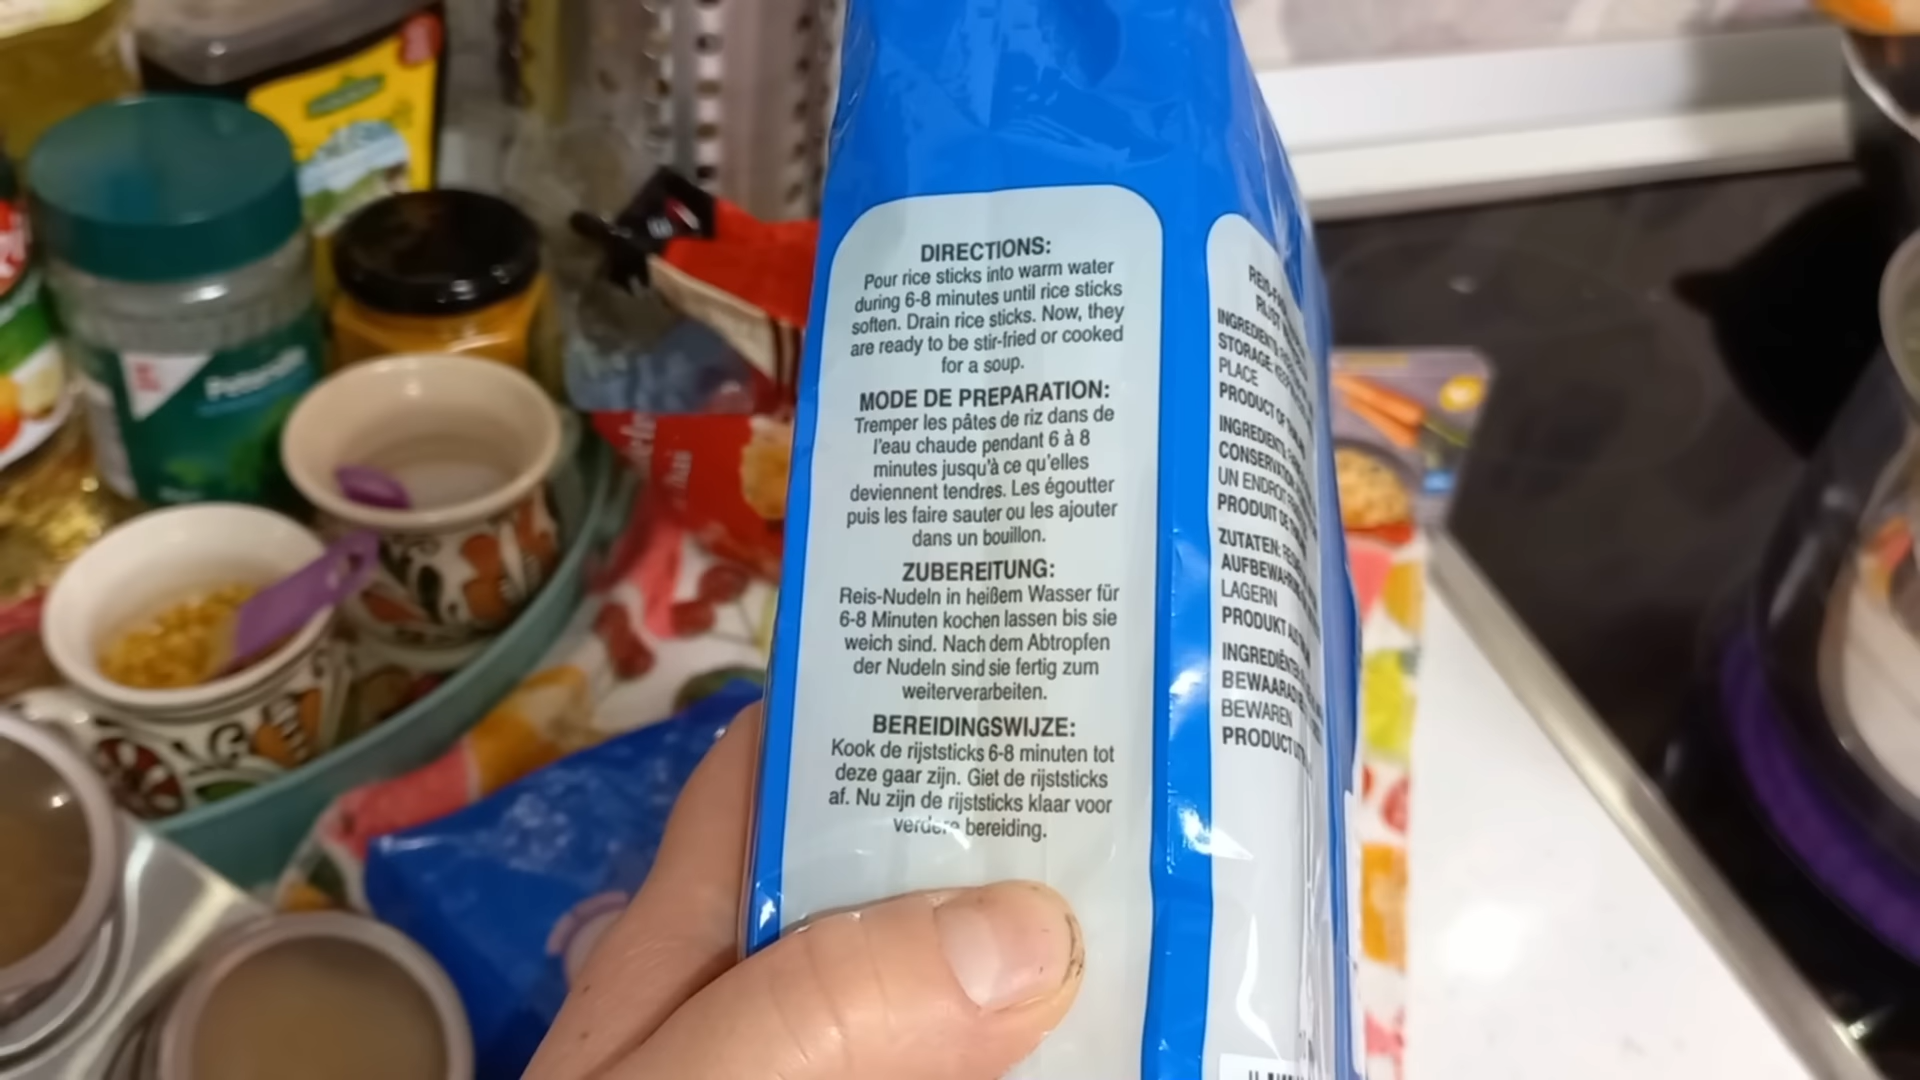 DIRECTIONS:
Pour rice sticks into warm water
during 6-8 minutes until rice sticks
soften. Drain rice sticks. Now, they
are ready to be stir-fried or cooked
for a soup.
MODE DE PREPARATION:
Tremper les pâtes de riz dans de
l'eau chaude pendant 6 à 8
minutes jusqu'à ce qu'elles
deviennent tendres. Les égoutter
puis les faire sauter ou les ajouter
dans un bouillon.
ZUBEREITUNG:
Reis-Nudeln in heißem Wasser für
6-8 Minuten kochen lassen bis sie
weich sind. Nach dem Abtropfen
der Nudeln sind sie fertig zum
weiterverarbeiten.
BEREIDINGSWIJZE:
Kook de rijststicks 6-8 minuten tot
deze gaar zijn. Giet de rijststicks
af. Nu zijn de rijststicks klaar voor
verdere bereiding.
STORAGE:
PLACE
PRODUCT OF
UN ENDROIT
PRODUIT DE
ZUTATEN:
LAGERN
PRODUKT
BEWAREN
PRODUCT